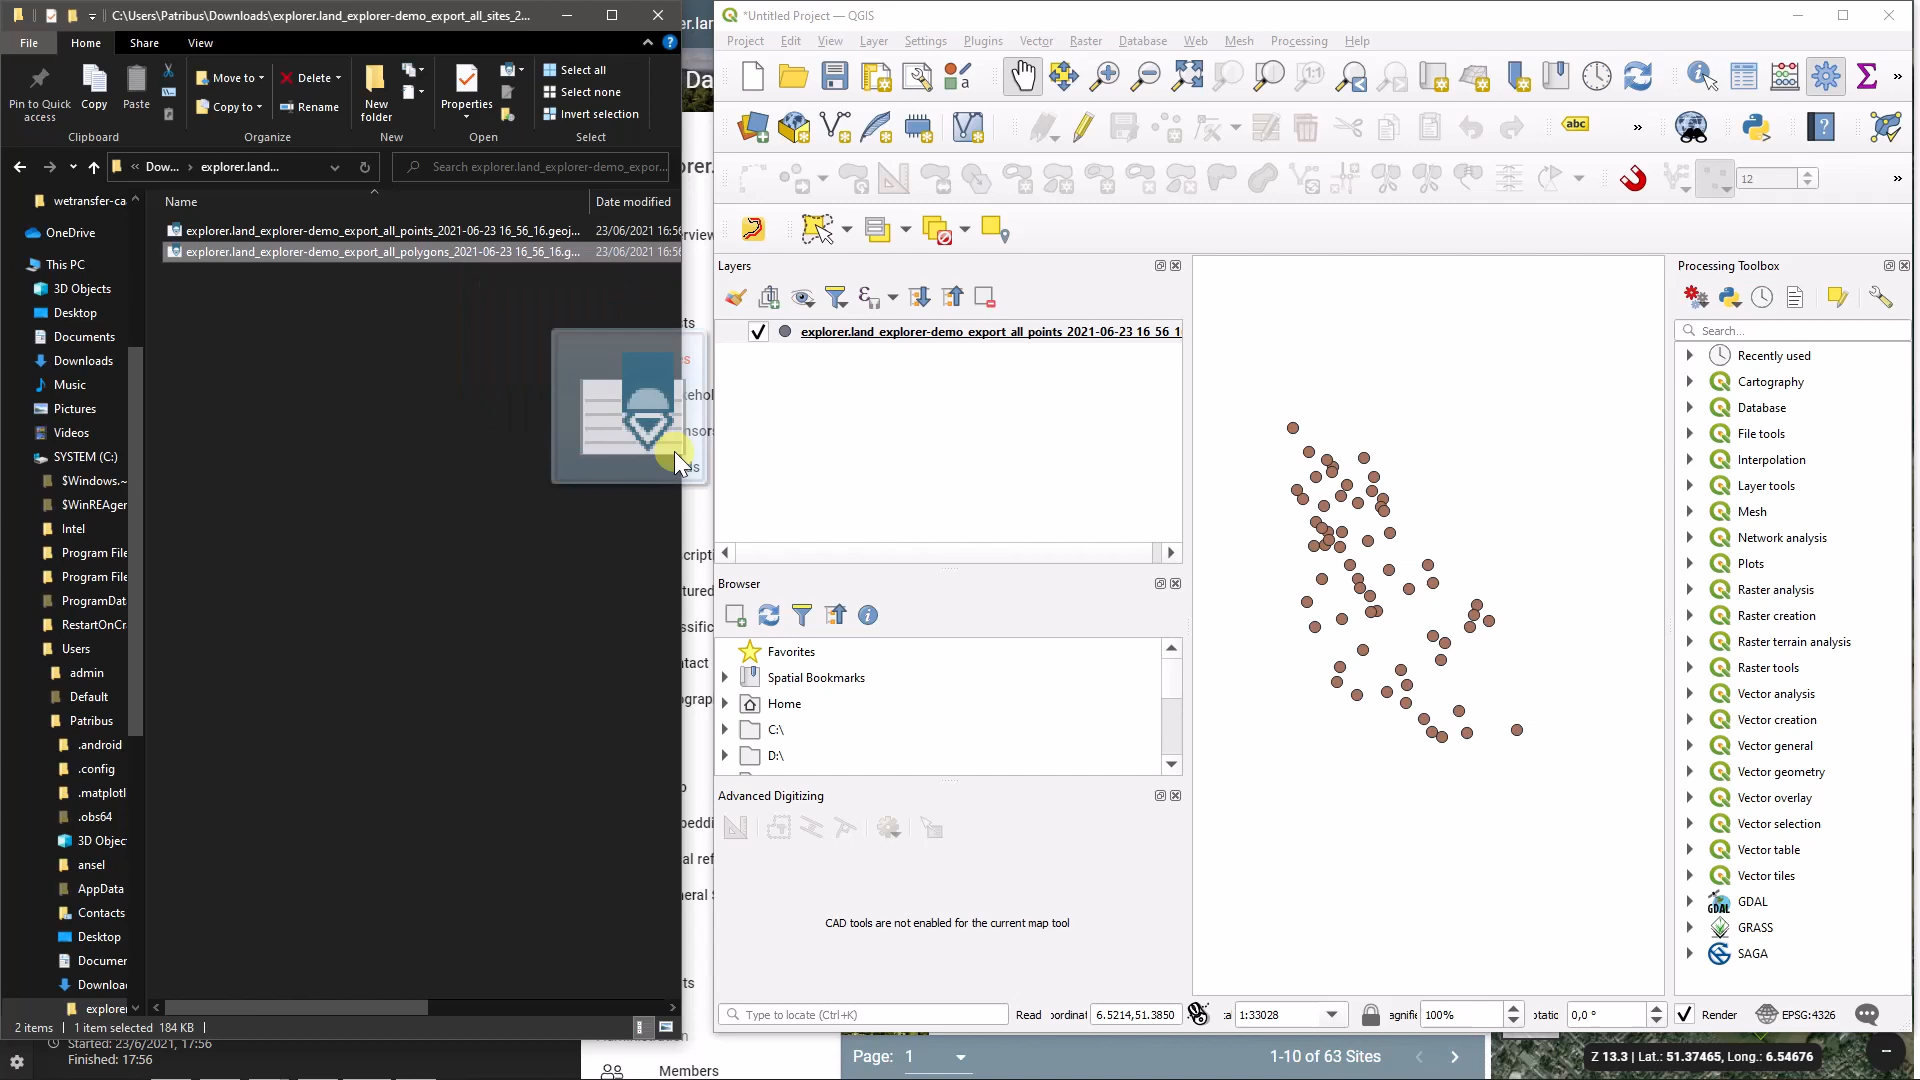 C:\Users\Patribus\Downloads\explorer.land_explorer-demo_export_all_sites_2...
File
Home
Share
View
Pin to Quick access
Copy
Paste
Move to
Copy to
Delete
Rename
New folder
Properties
Select all
Select none
Invert selection
Clipboard
Organize
New
Open
Select
Dow...
explorer.land...
Search explorer.land_explorer-demo_expor...
Name
Date modified
explorer.land_explorer-demo_export_all_points_2021-06-23 16_56_16.geoj...
23/06/2021 16:56
explorer.land_explorer-demo_export_all_polygons_2021-06-23 16_56_16.g...
23/06/2021 16:56
wetransfer-ca
OneDrive
This PC
3D Objects
Desktop
Documents
Downloads
Music
Pictures
Videos
SYSTEM (C:)
$Windows.~
$WinREAger
Intel
Program File
Program File
ProgramDat
RestartOnCr
Users
admin
Default
Patribus
.android
.config
.matplotl
.obs64
3D Objec
ansel
AppData
Contacts
Desktop
Documer
Downloac
explorer
2 items
1 item selected 184 KB
Started: 23/6/2021, 17:56
Finished: 17:56
Members
Page: 1
1-10 of 63 Sites
Z 13.3 | Lat.: 51.37465, Long.: 6.54676
*Untitled Project — QGIS
Project
Edit
View
Layer
Settings
Plugins
Vector
Raster
Database
Web
Mesh
Processing
Help
abc
12
Layers
explorer.land explorer-demo export all points 2021-06-23 16 56 1
Browser
Favorites
Spatial Bookmarks
Home
C:\
D:\
Advanced Digitizing
CAD tools are not enabled for the current map tool
Type to locate (Ctrl+K)
Read
oordinat
6.5214,51.3850
1:33028
agnifie
100%
otatio
0,0 °
Render
EPSG:4326
Processing Toolbox
Search...
Recently used
Cartography
Database
File tools
Interpolation
Layer tools
Mesh
Network analysis
Plots
Raster analysis
Raster creation
Raster terrain analysis
Raster tools
Vector analysis
Vector creation
Vector general
Vector geometry
Vector overlay
Vector selection
Vector table
Vector tiles
GDAL
GRASS
SAGA